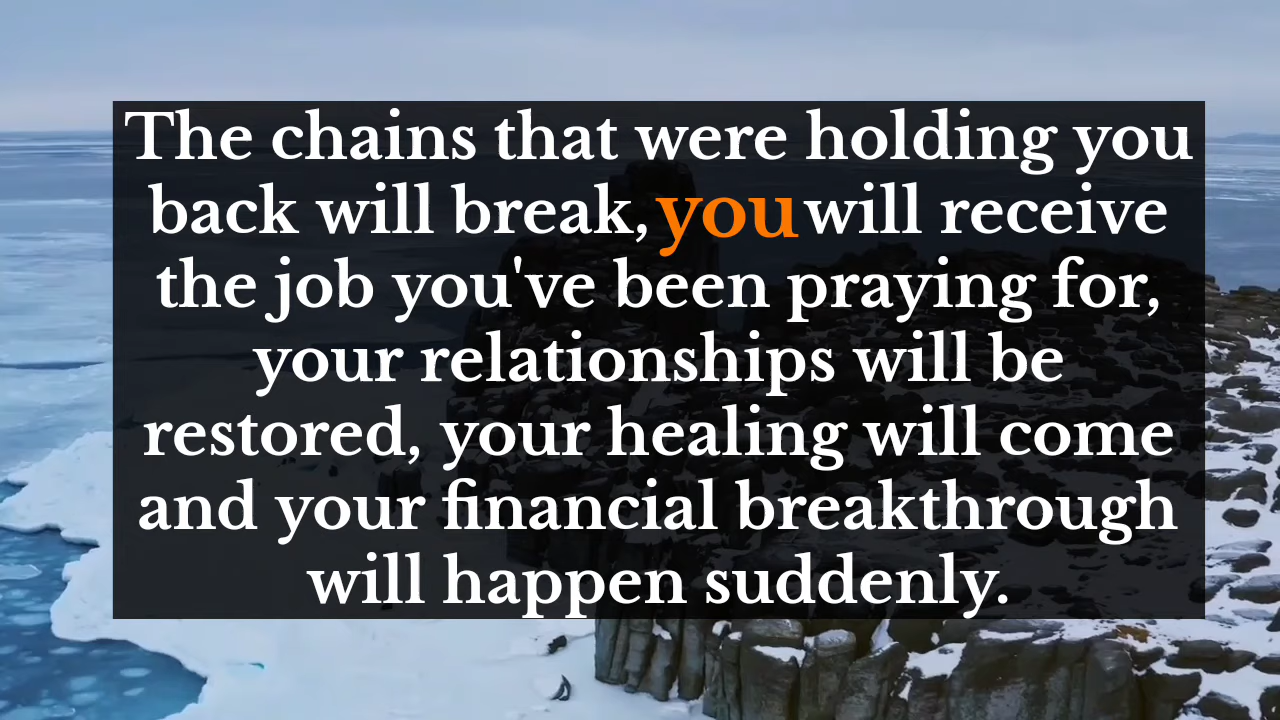 The chains that were holding you
back will break, you will receive
the job you've been praying for,
your relationships will be
restored, your healing will come
and your financial breakthrough
will happen suddenly.